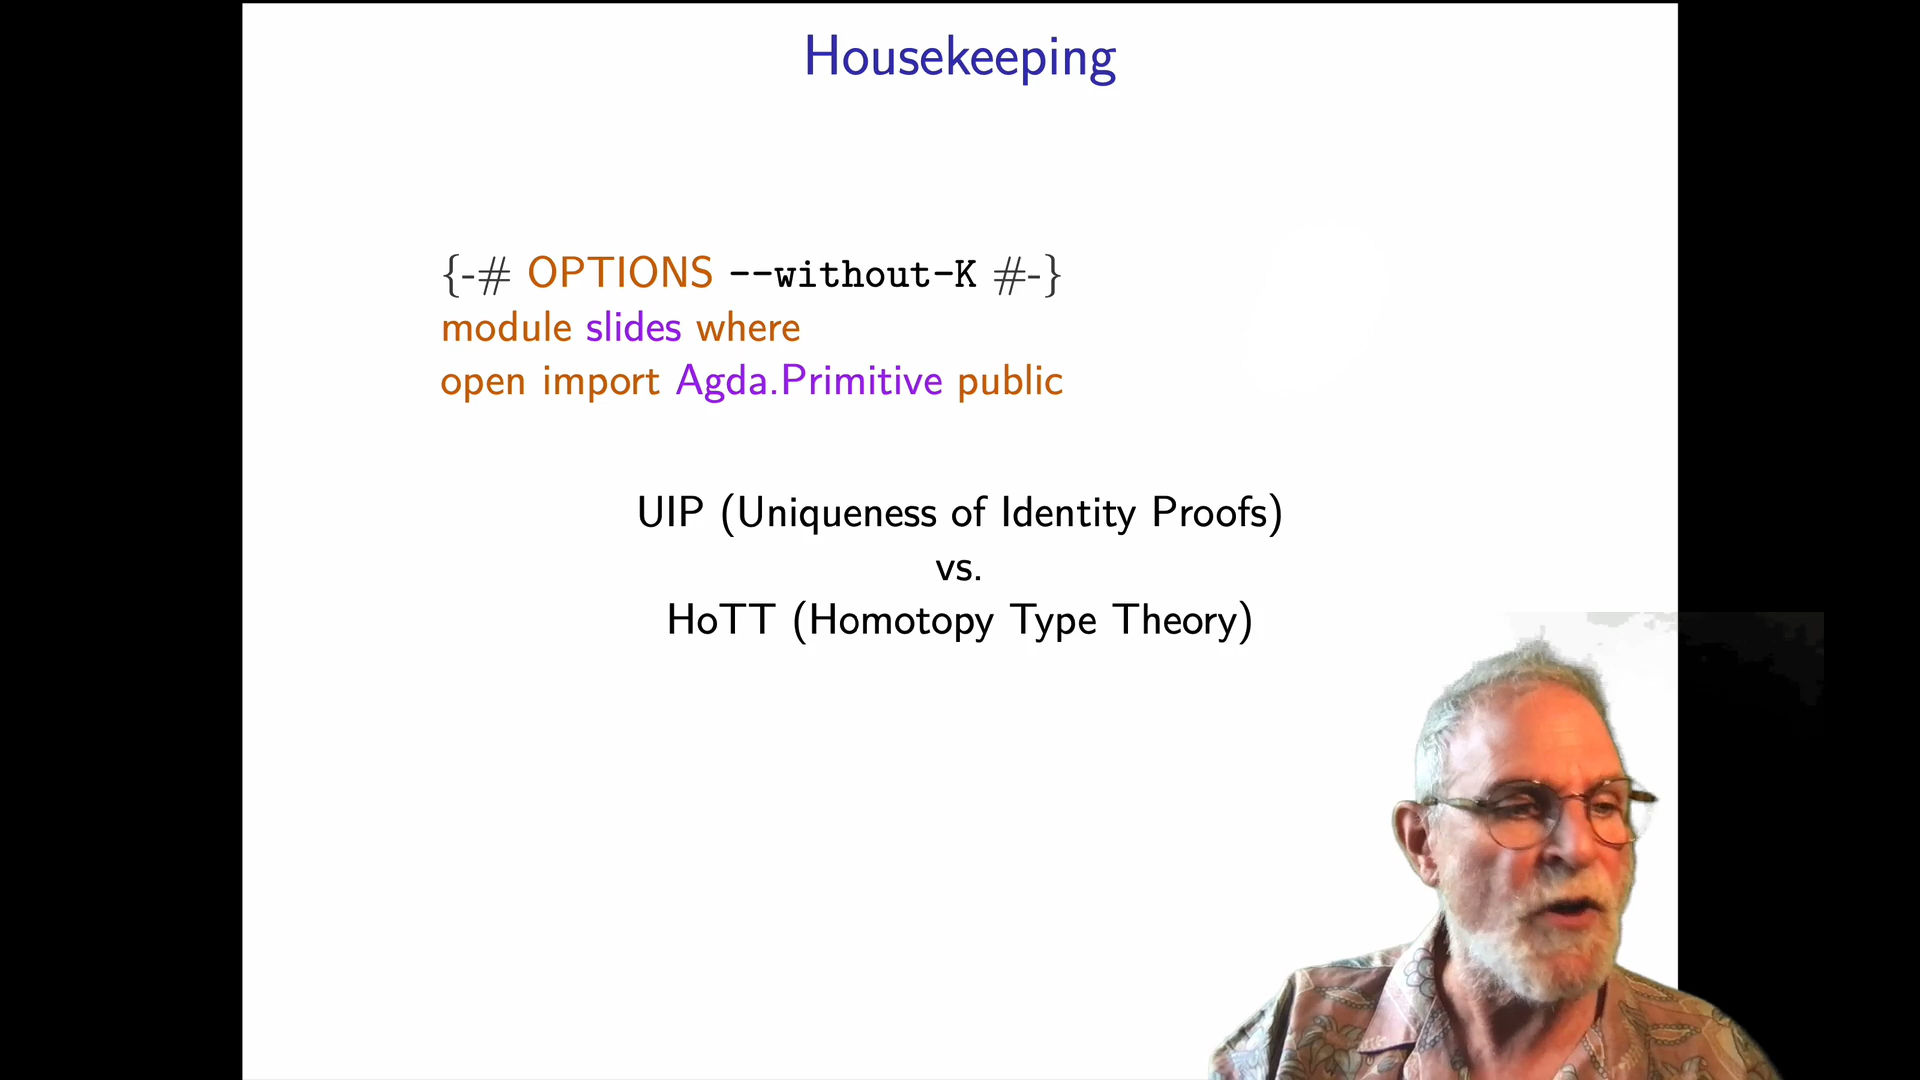 Housekeeping
{-# OPTIONS --without-K #-}
module slides where
open import Agda.Primitive public
UIP (Uniqueness of Identity Proofs)
vs.
HoTT (Homotopy Type Theory)